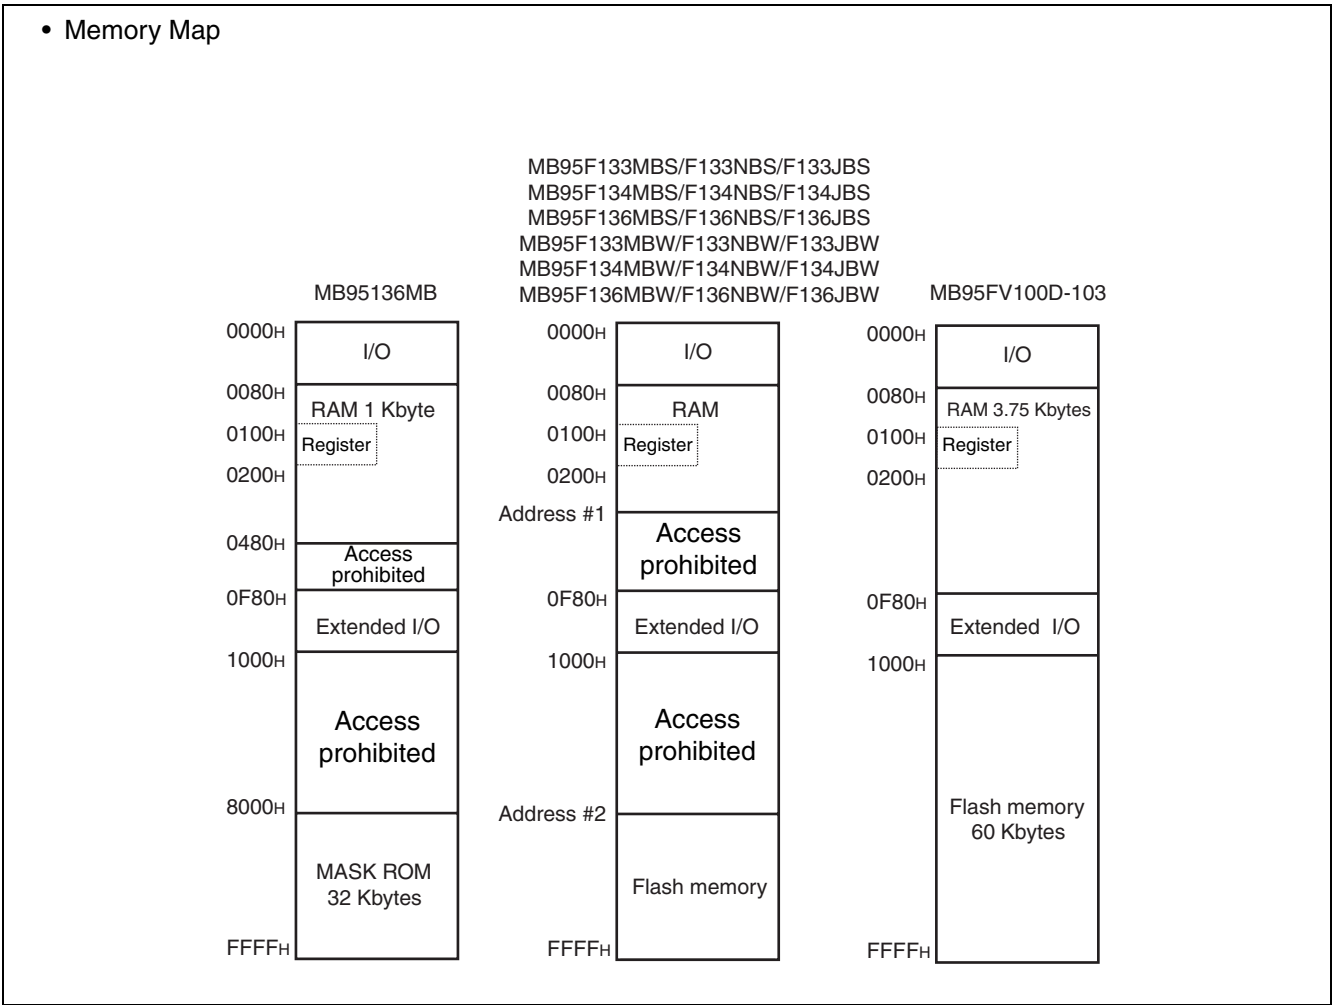 • Memory Map
MB95F133MBS/F133NBS/F133JBS
MB95F134MBS/F134NBS/F134JBS
MB95F136MBS/F136NBS/F136JBS
MB95F133MBW/F133NBW/F133JBW
MB95F134MBW/F134NBW/F134JBW
MB95F136MBW/F136NBW/F136JBW
MB95136MB
0000H
I/O
0080H
RAM 1 Kbyte
0100H
Register
0200H
0480H
Access
prohibited
0F80H
Extended I/O
1000H
Access
prohibited
8000H
MASK ROM
32 Kbytes
FFFFH
0000H
I/O
0080H
RAM
0100H
Register
0200H
Address #1
Access
prohibited
0F80H
Extended I/O
1000H
Access
prohibited
Address #2
Flash memory
FFFFH
MB95FV100D-103
0000H
I/O
0080H
RAM 3.75 Kbytes
0100H
Register
0200H
0F80H
Extended I/O
1000H
Flash memory
60 Kbytes
FFFFH